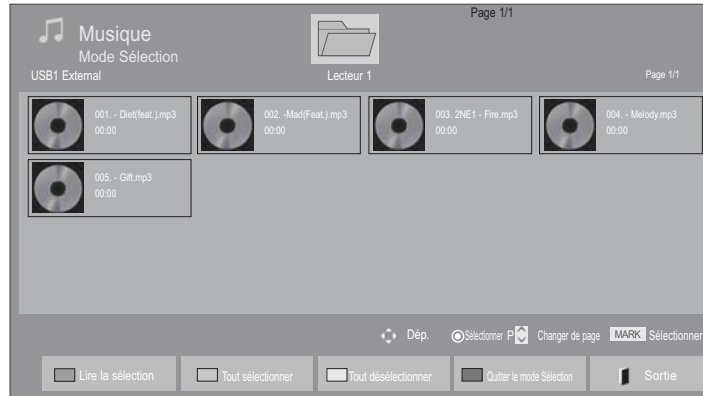 Page 1/1
Musique
Mode Sélection
USB1 External
Lecteur 1
Page 1/1
001. - Diet(feat.).mp3
00:00
002. -Mad(Feat.).mp3
00:00
003. 2NE1 - Fire.mp3
00:00
004. - Melody.mp3
00:00
005. - Gift.mp3
00:00
Dép.
Sélectionner
P
Changer de page
MARK
Sélectionner
Lire la sélection
Tout sélectionner
Tout désélectionner
Quitter le mode Sélection
Sortie